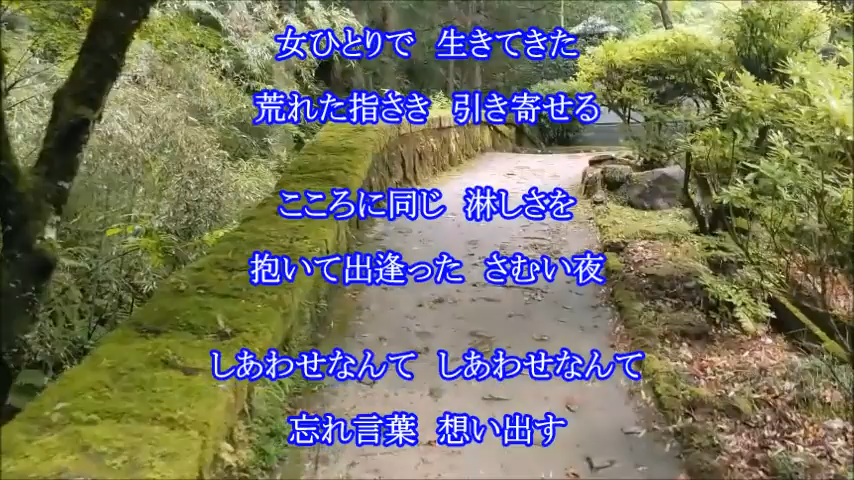 女ひとりで　生きてきた
荒れた指さき　引き寄せる
こころに同じ　淋しさを
抱いて出逢った　さむい夜
しあわせなんて　しあわせなんて
忘れ言葉　想い出す